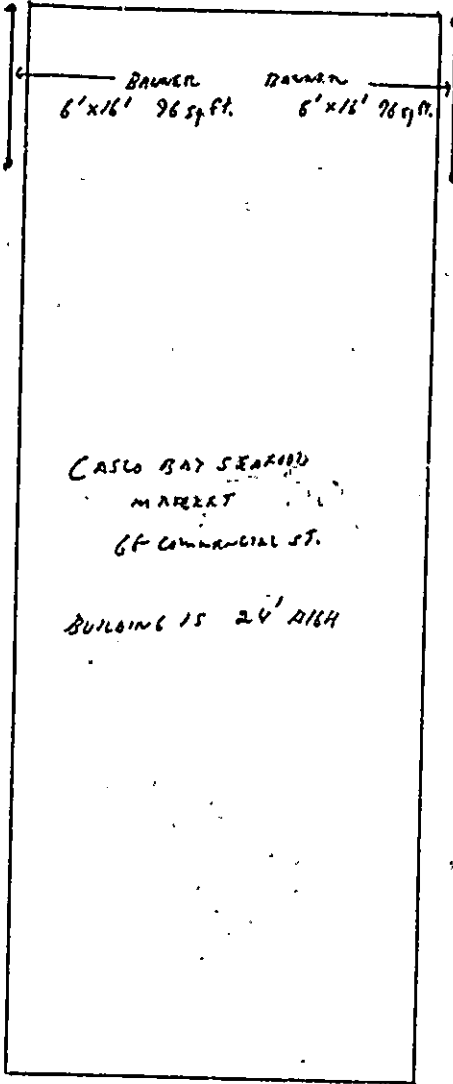 BANNER BANNER
6'x16' 96 sq.ft. 6'x16' 96 sq.ft.
CASCO BAY SEAFOOD
MARKET
COMMERCIAL ST.
BUILDING IS 24' HIGH